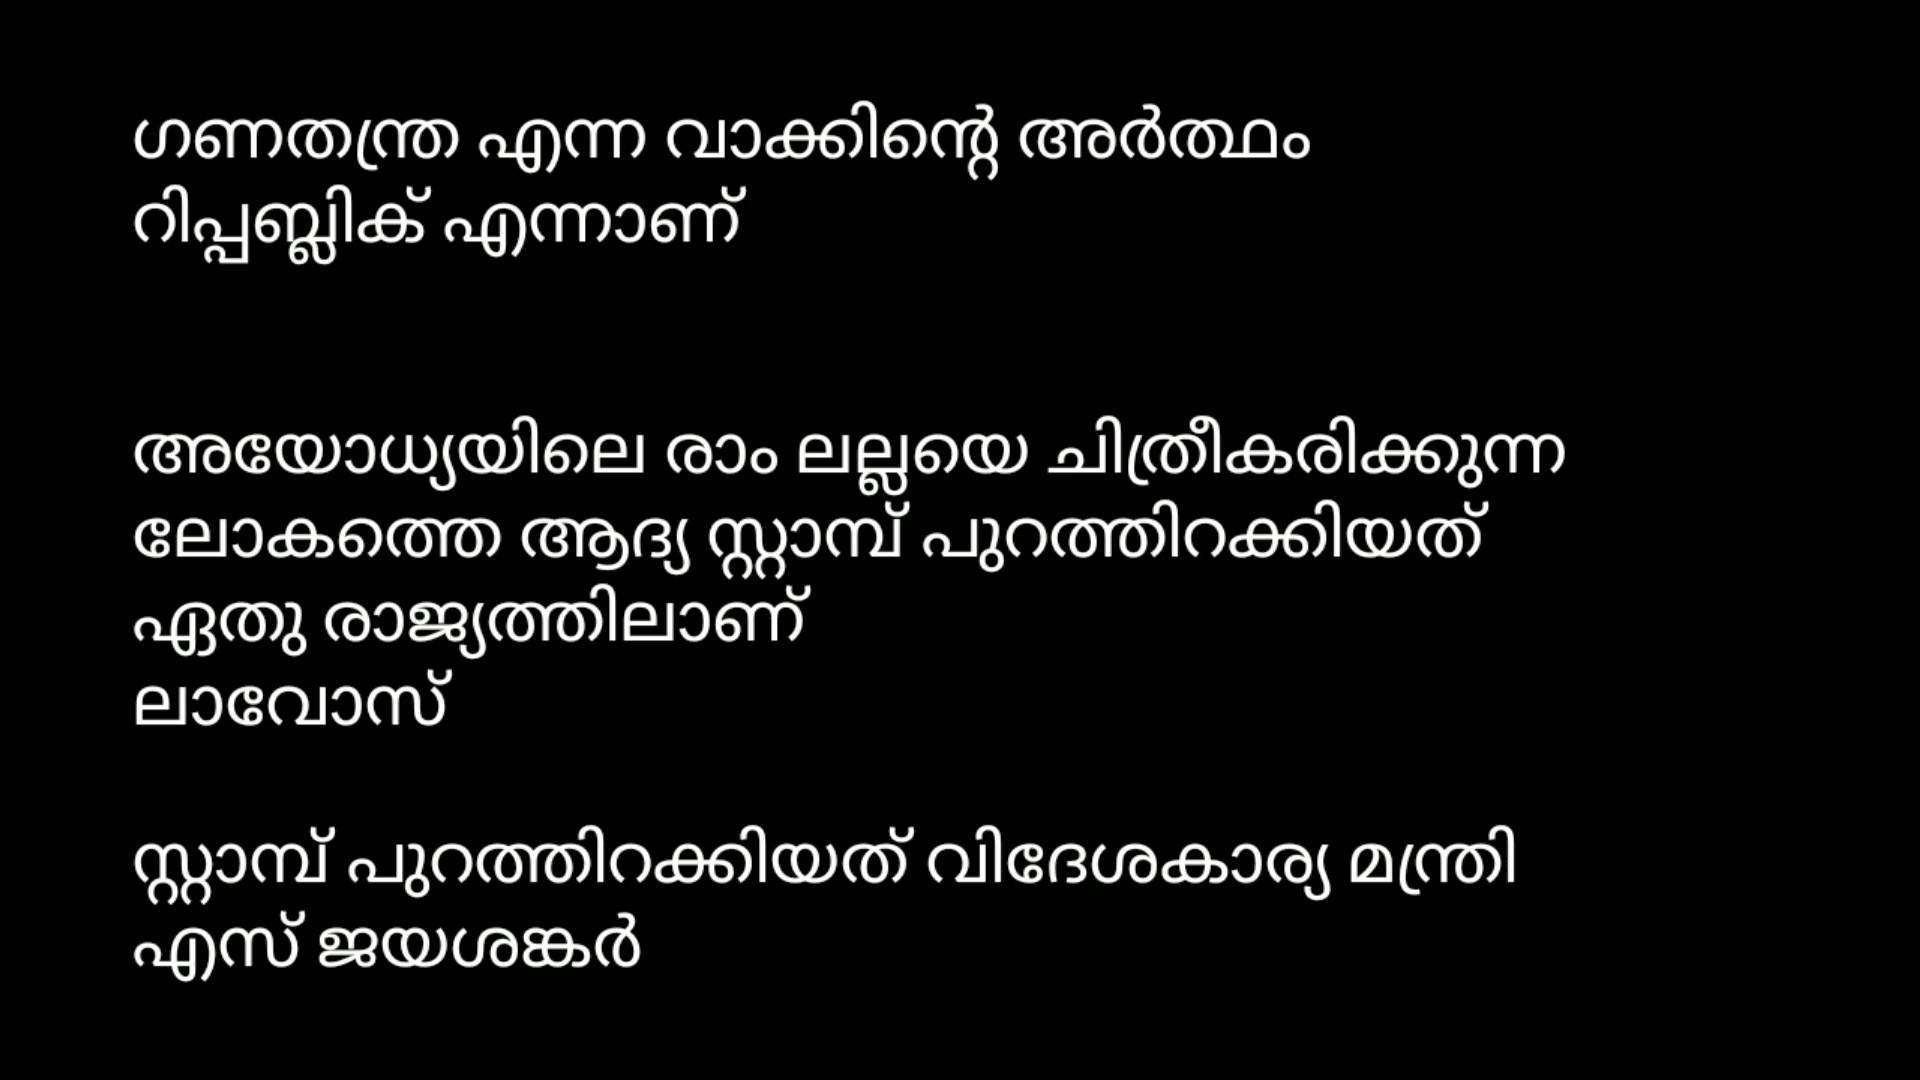 ഗണതന്ത്ര എന്ന വാക്കിന്റെ അർത്ഥം
റിപ്പബ്ലിക് എന്നാണ്
അയോധ്യയിലെ രാം ലല്ലയെ ചിത്രീകരിക്കുന്ന
ലോകത്തെ ആദ്യ സ്റ്റാമ്പ് പുറത്തിറക്കിയത്
ഏതു രാജ്യത്തിലാണ്
ലാവോസ്
സ്റ്റാമ്പ് പുറത്തിറക്കിയത് വിദേശകാര്യ മന്ത്രി
എസ് ജയശങ്കർ